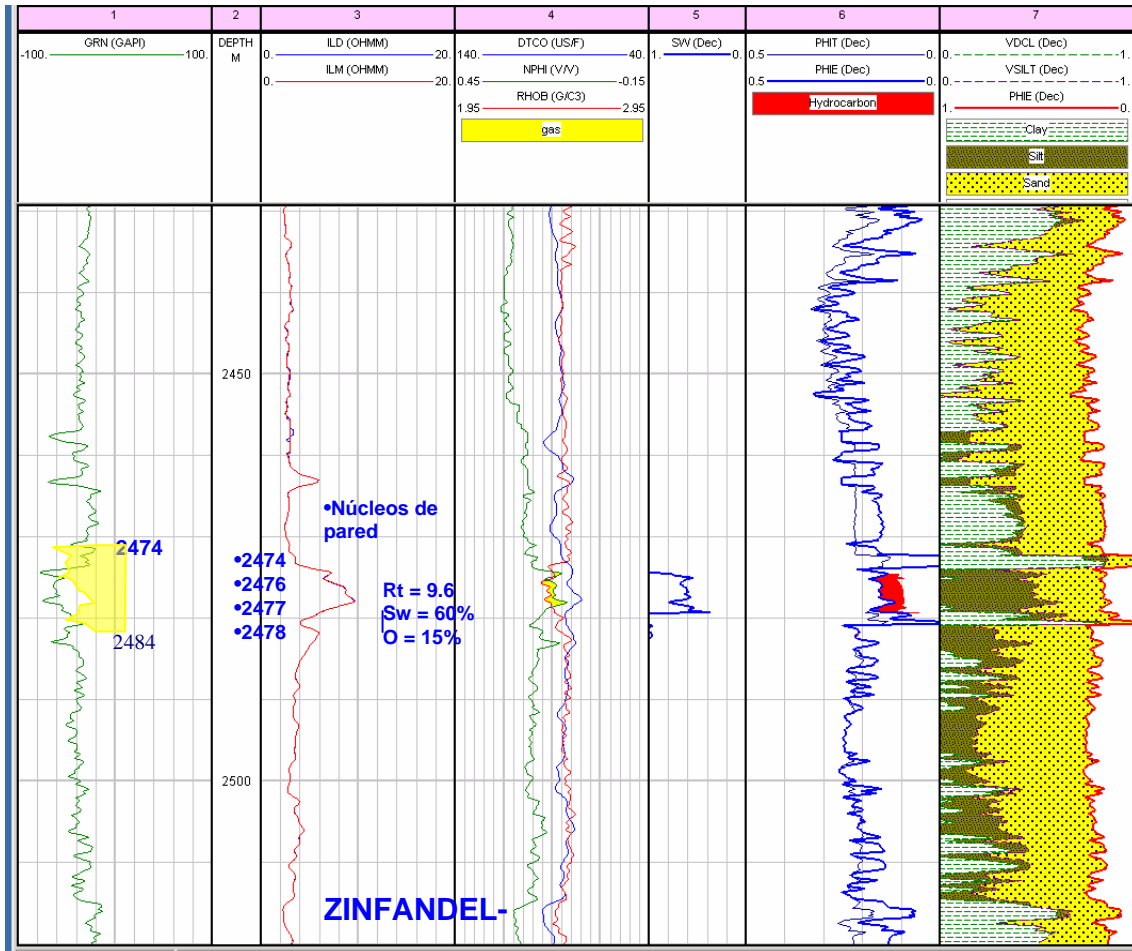 1 2 3 4 5 6 7
GRN (GAPI)
-100. 100.
DEPTH
M
ILD (OHMM)
0. 20.
ILM (OHMM)
0. 20.
DTCO (US/F)
140. 40.
NPHI (V/V)
0.45 -0.15
RHOB (G/C3)
1.95 2.95
gas
SW (Dec)
1. 0.
PHIT (Dec)
0.5 0.
PHIE (Dec)
0.5 0.
Hydrocarbon
VDCL (Dec)
0. 1.
VSILT (Dec)
0. 1.
PHIE (Dec)
1. 0.
Clay
Silt
Sand
2450
•Núcleos de
pared
2474
•2474
•2476
•2477
•2478
Rt = 9.6
Sw = 60%
O = 15%
2484
2500
ZINFANDEL-